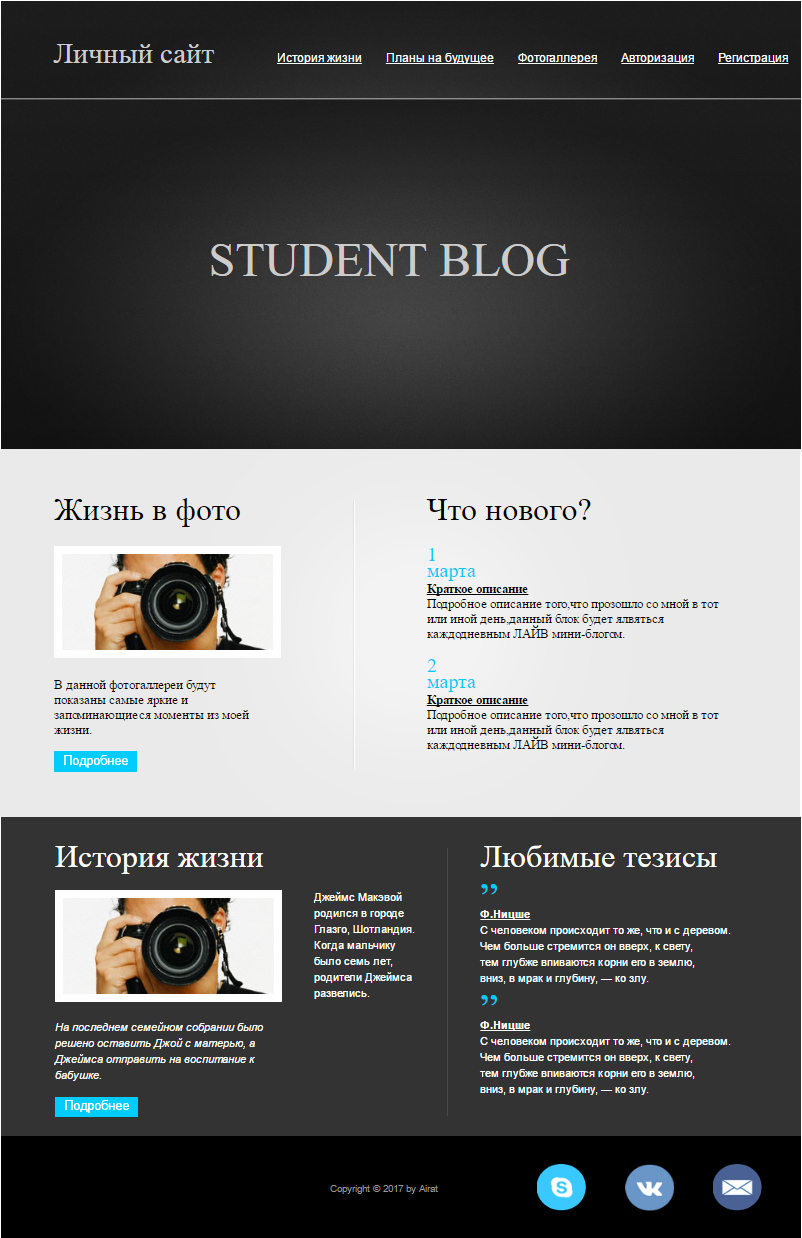 Личный сайт
История жизни Планы на будущее Фотогаллерея Авторизация Регистрация
STUDENT BLOG
Жизнь в фото
В данной фотогаллереи будут
показаны самые яркие и
запоминающиеся моменты из моей
жизни.
Подробнее
Что нового?
1
марта
Краткое описание
Подробное описание того,что прозошло со мной в тот
или иной день,данный блок будет ялвяться
каждодневным ЛАЙВ мини-блогом.
2
марта
Краткое описание
Подробное описание того,что прозошло со мной в тот
или иной день,данный блок будет ялвяться
каждодневным ЛАЙВ мини-блогом.
История жизни
Джеймс Макэвой
родился в городе
Глазго, Шотландия.
Когда мальчику
было семь лет,
родители Джеймса
развелись.
На последнем семейном собрании было
решено оставить Джой с матерью, а
Джеймса отправить на воспитание к
бабушке.
Подробнее
Любимые тезисы
”
Ф.Ницше
С человеком происходит то же, что и с деревом.
Чем больше стремится он вверх, к свету,
тем глубже впиваются корни его в землю,
вниз, в мрак и глубину, — ко злу.
”
Ф.Ницше
С человеком происходит то же, что и с деревом.
Чем больше стремится он вверх, к свету,
тем глубже впиваются корни его в землю,
вниз, в мрак и глубину, — ко злу.
Copyright © 2017 by Airat